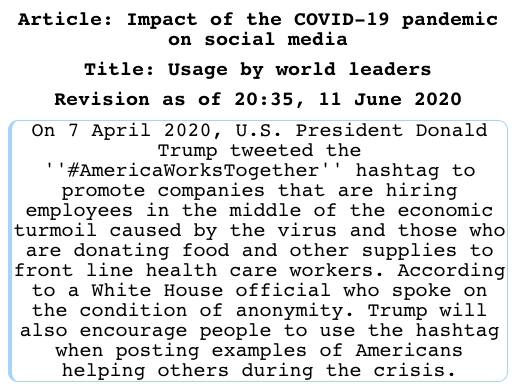 Article: Impact of the COVID-19 pandemic
on social media
Title: Usage by world leaders
Revision as of 20:35, 11 June 2020
On 7 April 2020, U.S. President Donald
Trump tweeted the
''#AmericaWorksTogether'' hashtag to
promote companies that are hiring
employees in the middle of the economic
turmoil caused by the virus and those who
are donating food and other supplies to
front line health care workers. According
to a White House official who spoke on
the condition of anonymity. Trump will
also encourage people to use the hashtag
when posting examples of Americans
helping others during the crisis.